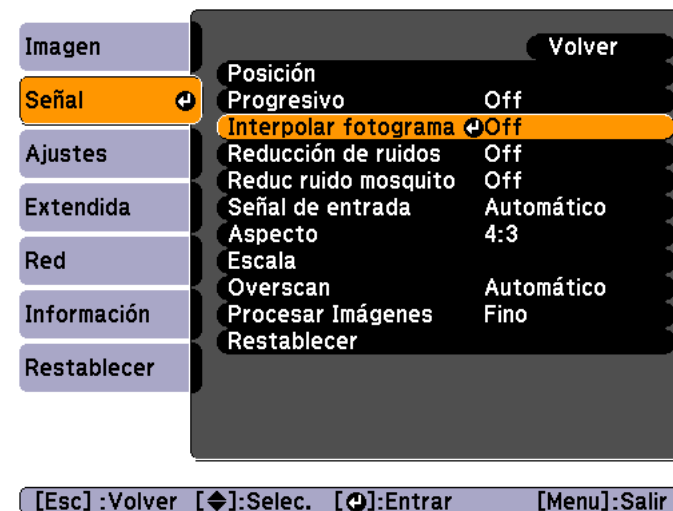 Imagen
Señal
Ajustes
Extendida
Red
Información
Restablecer
Volver
Posición
Progresivo Off
Interpolar fotograma Off
Reducción de ruidos Off
Reduc ruido mosquito Off
Señal de entrada Automático
Aspecto 4:3
Escala
Overscan Automático
Procesar Imágenes Fino
Restablecer
[Esc] :Volver [◆]:Selec. [↵]:Entrar [Menu]:Salir